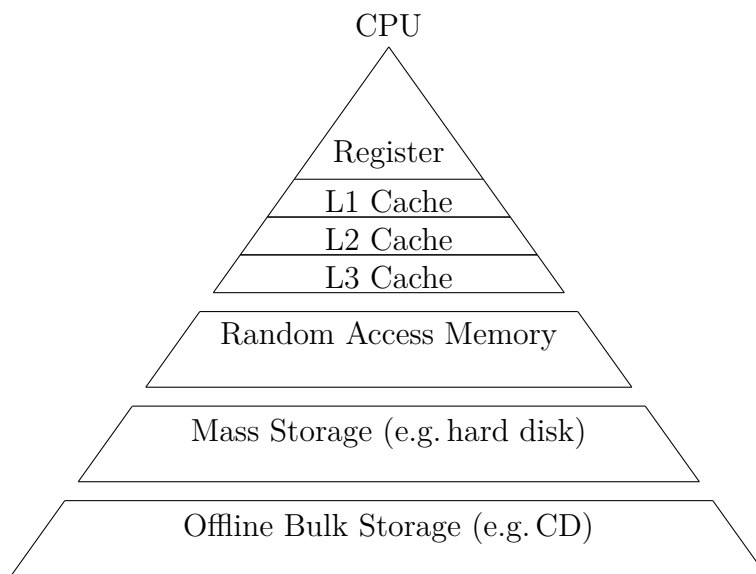 CPU
Register
L1 Cache
L2 Cache
L3 Cache
Random Access Memory
Mass Storage (e.g. hard disk)
Offline Bulk Storage (e.g. CD)